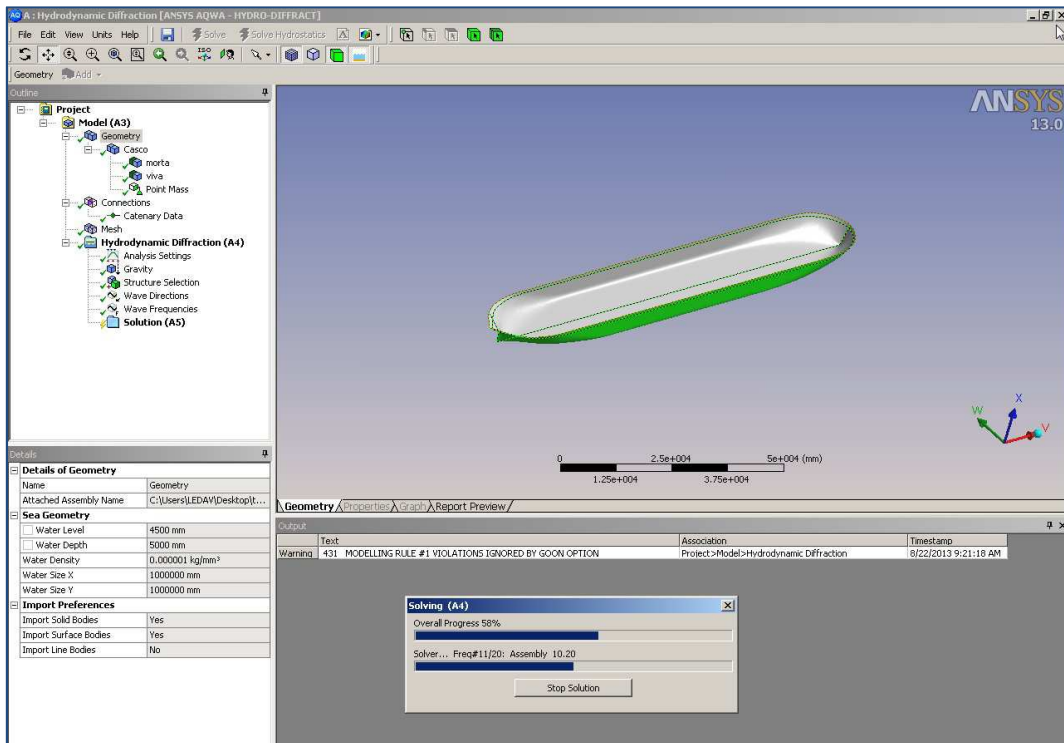 A : Hydrodynamic Diffraction [ANSYS AQWA - HYDRO-DIFFRACT]
File Edit View Units Help Solve Solve Hydrostatics
ISO
Geometry Add
Outline
Project
Model (A3)
Geometry
Casco
morta
viva
Point Mass
Connections
Catenary Data
Mesh
Hydrodynamic Diffraction (A4)
Analysis Settings
Gravity
Structure Selection
Wave Directions
Wave Frequencies
Solution (A5)
ANSYS
13.0
X
W
V
0 2.5e+004 5e+004 (mm)
1.25e+004 3.75e+004
Details
Details of Geometry
Name Geometry
Attached Assembly Name C:\Users\LEDAV\Desktop\t...
Sea Geometry
Water Level 4500 mm
Water Depth 5000 mm
Water Density 0.000001 kg/mm³
Water Size X 1000000 mm
Water Size Y 1000000 mm
Import Preferences
Import Solid Bodies Yes
Import Surface Bodies Yes
Import Line Bodies No
Geometry Properties Graph Report Preview
Output
Text Association Timestamp
Warning 431 MODELLING RULE #1 VIOLATIONS IGNORED BY GOON OPTION Project>Model>Hydrodynamic Diffraction 8/22/2013 9:21:18 AM
Solving (A4)
Overall Progress 58%
Solver... Freq#11/20: Assembly 10.20
Stop Solution